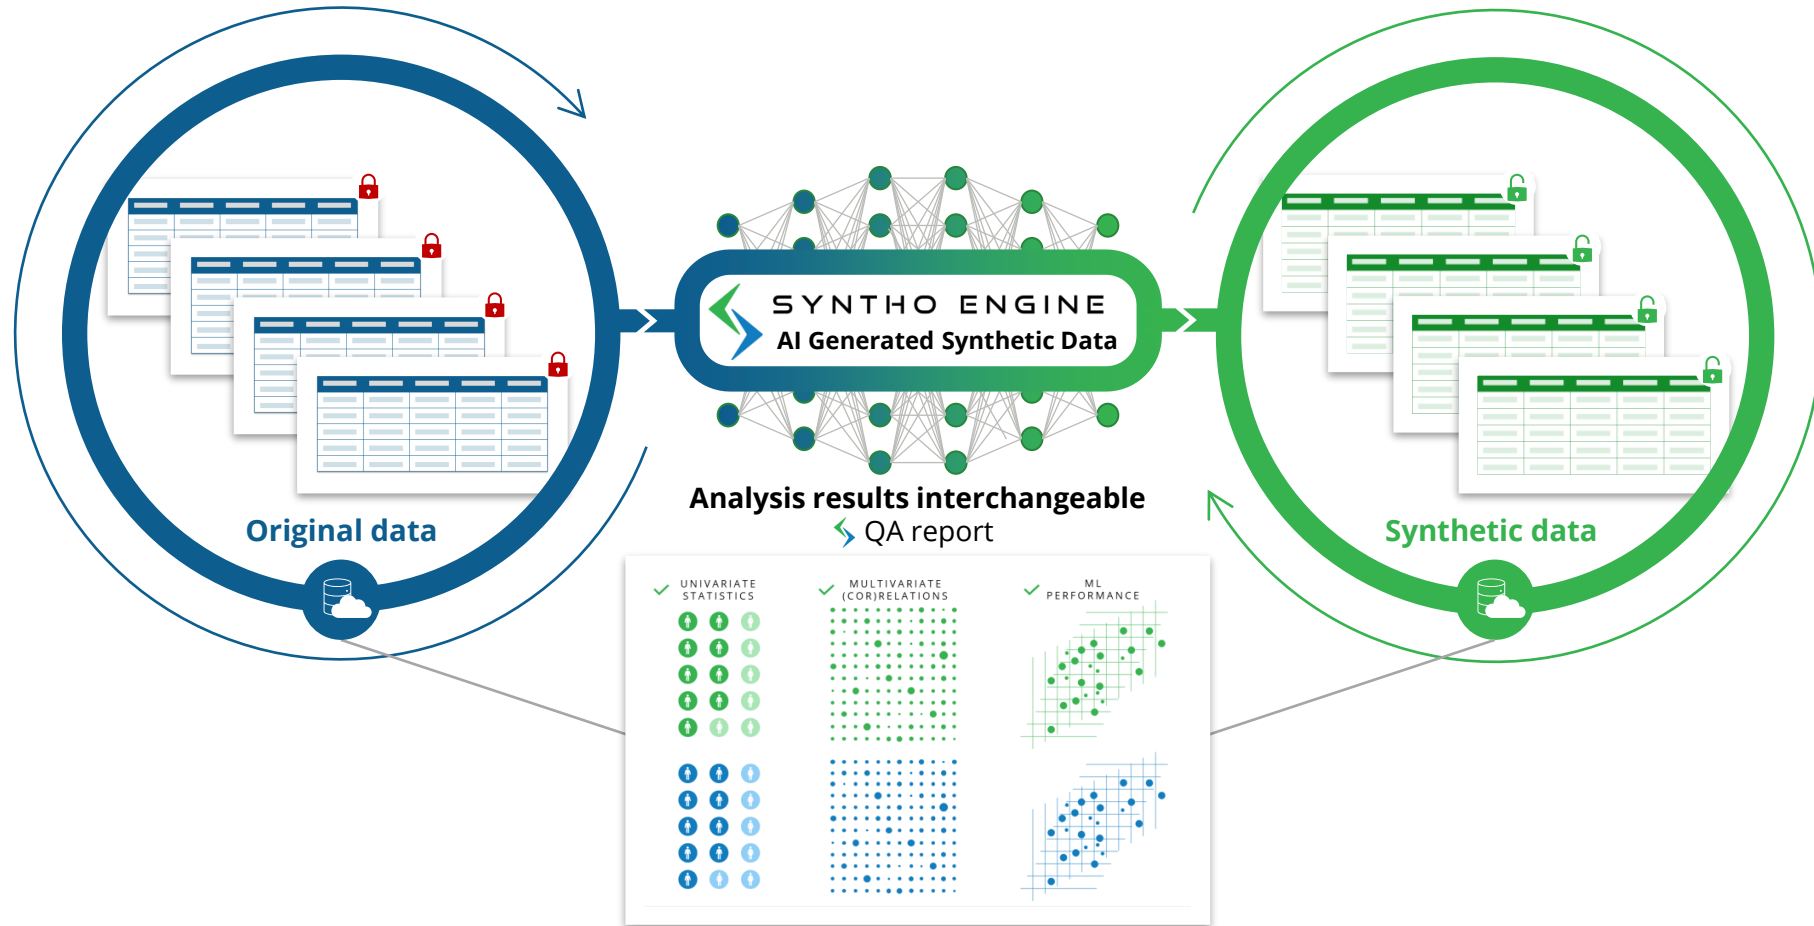 SYNTHO ENGINE
AI Generated Synthetic Data
Original data
Analysis results interchangeable
QA report
Synthetic data
UNIVARIATE
STATISTICS
MULTIVARIATE
(COR)RELATIONS
ML
PERFORMANCE